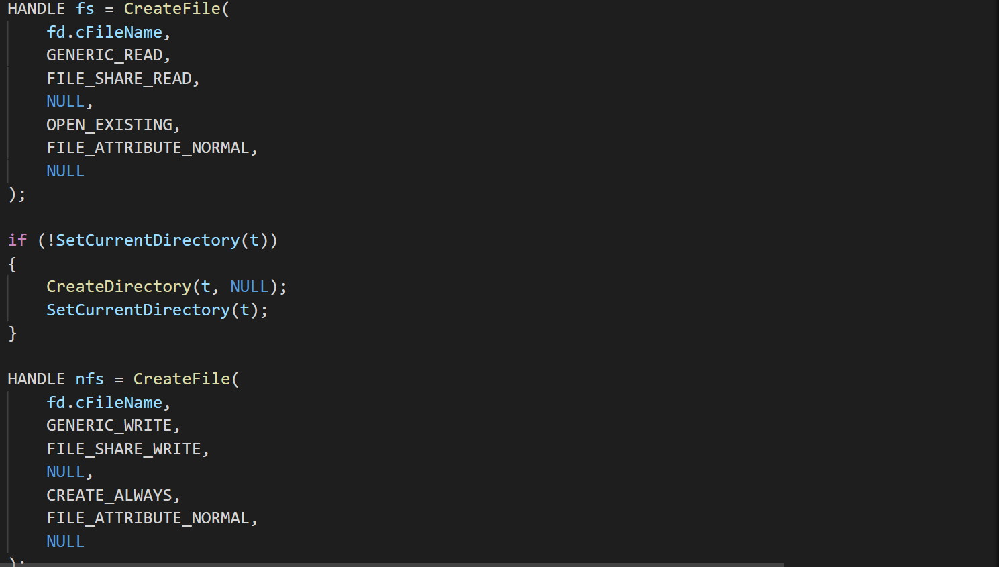 HANDLE fs = CreateFile(
    fd.cFileName,
    GENERIC_READ,
    FILE_SHARE_READ,
    NULL,
    OPEN_EXISTING,
    FILE_ATTRIBUTE_NORMAL,
    NULL
);

if (!SetCurrentDirectory(t))
{
    CreateDirectory(t, NULL);
    SetCurrentDirectory(t);
}

HANDLE nfs = CreateFile(
    fd.cFileName,
    GENERIC_WRITE,
    FILE_SHARE_WRITE,
    NULL,
    CREATE_ALWAYS,
    FILE_ATTRIBUTE_NORMAL,
    NULL
);